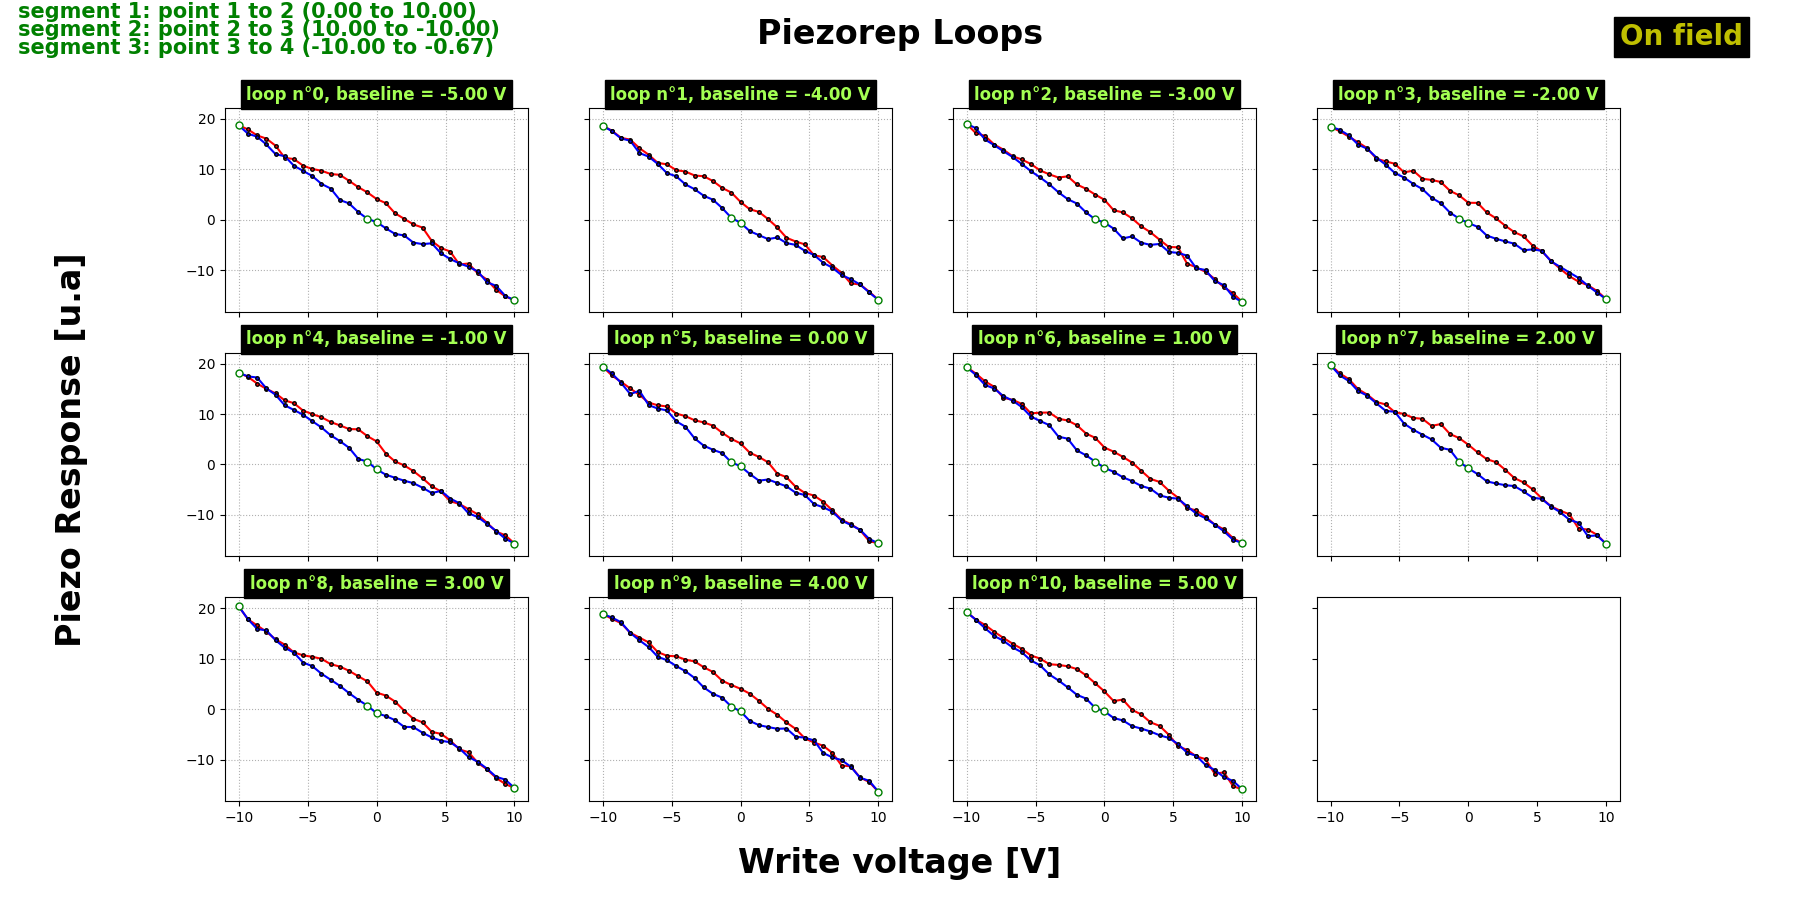 segment 1: point 1 to 2 (0.00 to 10.00)
segment 2: point 2 to 3 (10.00 to -10.00)
segment 3: point 3 to 4 (-10.00 to -0.67)
Piezorep Loops
On field
loop n°0, baseline = -5.00 V
loop n°1, baseline = -4.00 V
loop n°2, baseline = -3.00 V
loop n°3, baseline = -2.00 V
20
10
0
−10
loop n°4, baseline = -1.00 V
loop n°5, baseline = 0.00 V
loop n°6, baseline = 1.00 V
loop n°7, baseline = 2.00 V
20
10
0
−10
loop n°8, baseline = 3.00 V
loop n°9, baseline = 4.00 V
loop n°10, baseline = 5.00 V
20
10
0
−10
−10 −5 0 5 10
−10 −5 0 5 10
−10 −5 0 5 10
−10 −5 0 5 10
Piezo Response [u.a]
Write voltage [V]